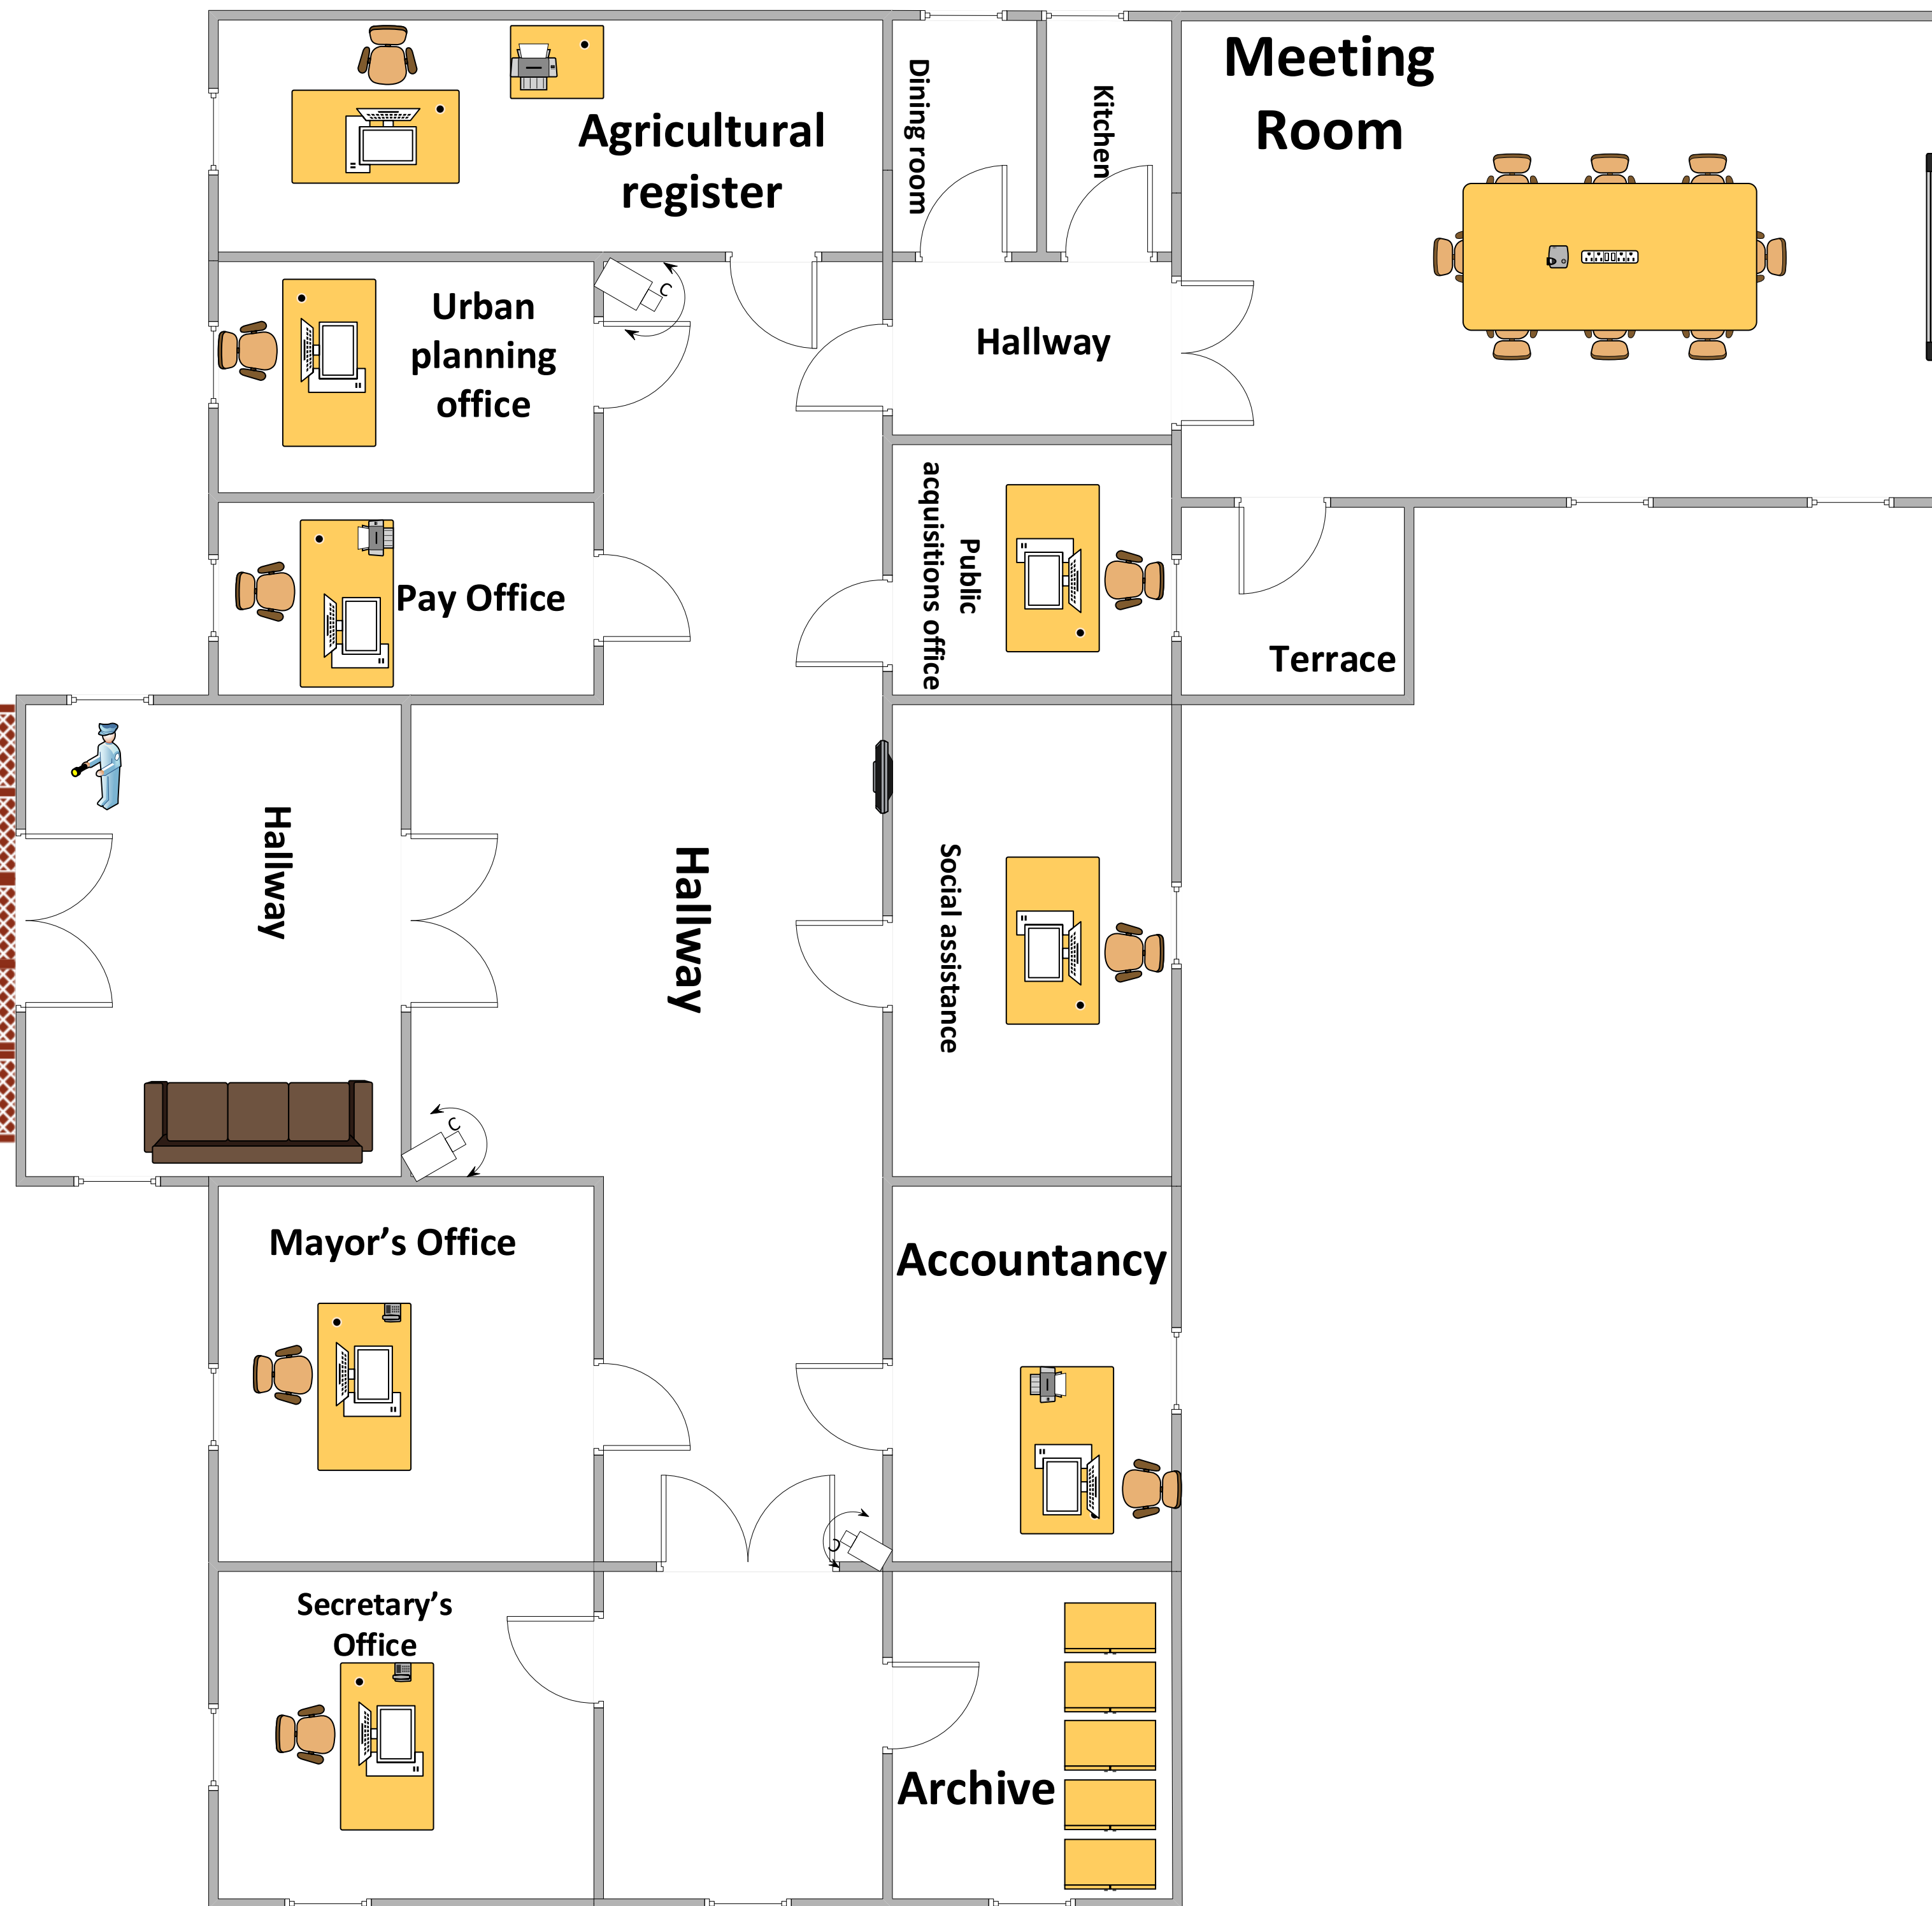 Meeting
Room
Dining room
Kitchen
Agricultural
register
Urban
planning
office
C
Hallway
Public
acquisitions office
Pay Office
Terrace
Hallway
Hallway
Social assistance
C
Mayor's Office
Accountancy
C
Secretary's
Office
Archive